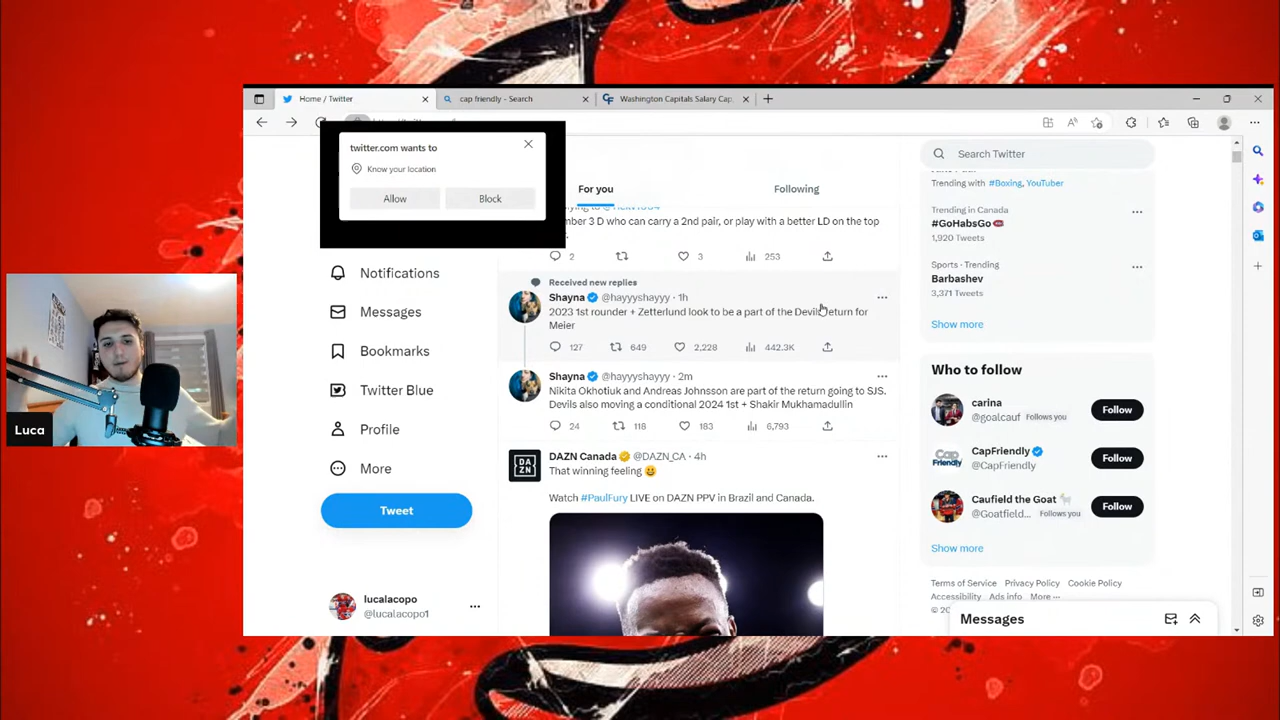 Home / Twitter
cap friendly - Search
Washington Capitals Salary Cap
twitter.com wants to
Know your location
Allow
Block
For you
Following
Search Twitter
Trending with #Boxing, YouTube
Trending in Canada
#GoHabsGo
1,920 Tweets
Sports · Trending
Barbashev
3,371 Tweets
Show more
Notifications
Messages
Bookmarks
Twitter Blue
Profile
More
Tweet
lucalacopo
@lucalacopo1
mber 3 D who can carry a 2nd pair, or play with a better LD on the top
2
3
253
Received new replies
Shayna @hayyyshayyy · 1h
2023 1st rounder + Zetterlund look to be a part of the Devils return for
Meier
127
649
2,228
442.3K
Shayna @hayyyshayyy · 2m
Nikita Okhotiuk and Andreas Johnsson are part of the return going to SJS.
Devils also moving a conditional 2024 1st + Shakir Mukhamadullin
24
118
183
6,793
DAZN Canada @DAZN_CA · 4h
That winning feeling
Watch #PaulFury LIVE on DAZN PPV in Brazil and Canada.
DAZN
Who to follow
carina
@goalcauf Follows you
Follow
CapFriendly
@CapFriendly
Follow
Cap
Friendly
Caufield the Goat
@Goatfield... Follows you
Follow
Show more
Terms of Service Privacy Policy Cookie Policy
Accessibility Ads info More ···
Messages
Luca